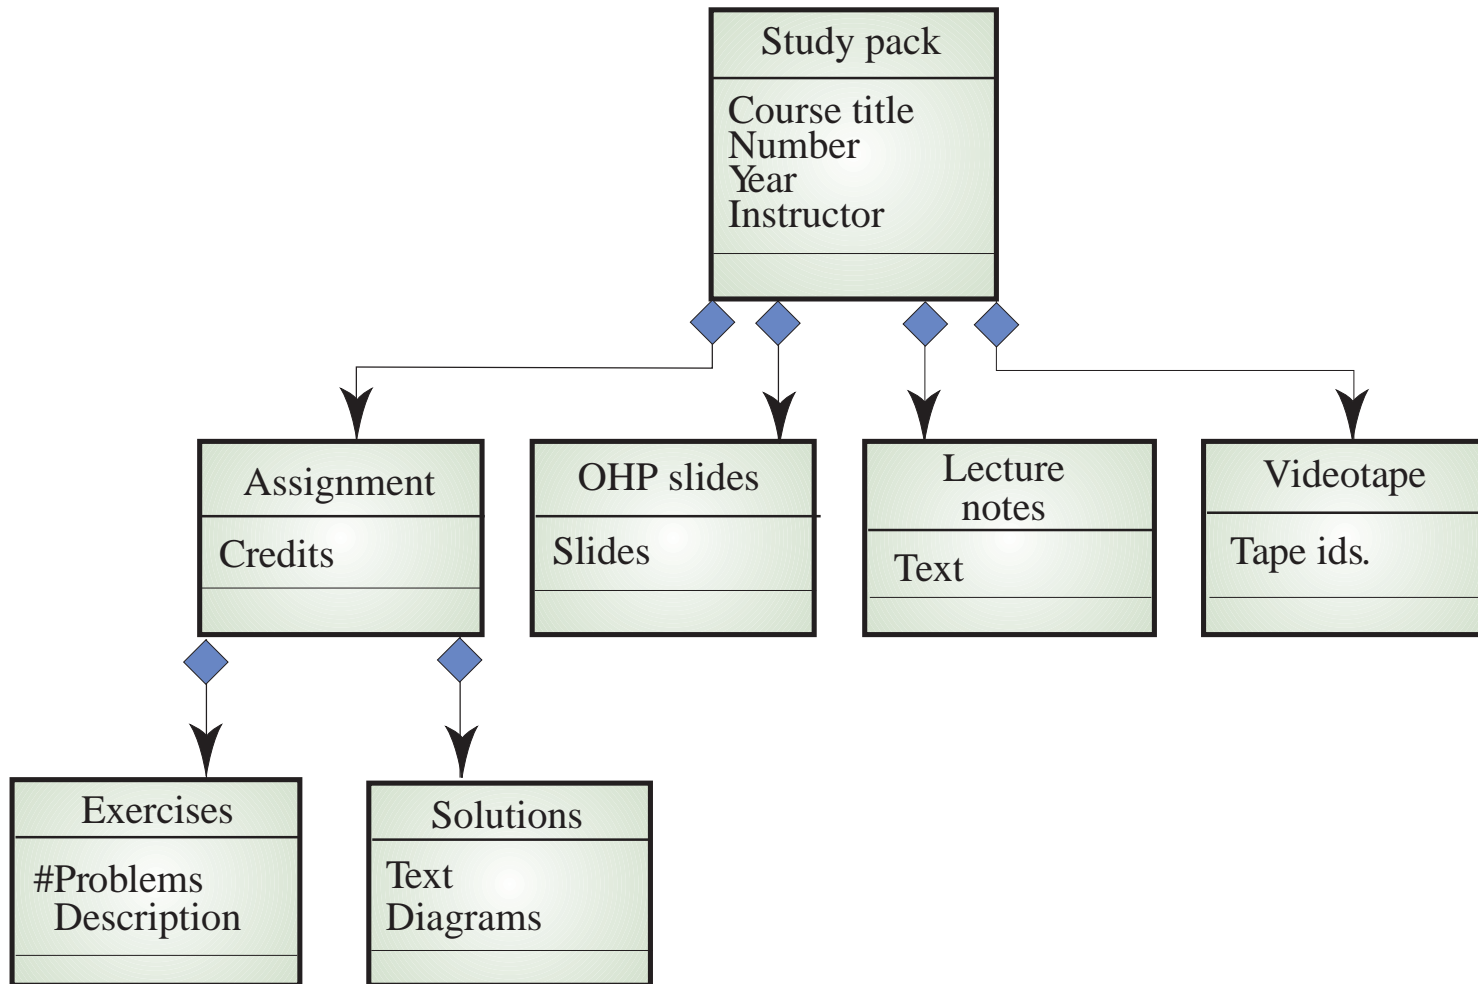 Study pack
Course title
Number
Year
Instructor
Assignment
Credits
OHP slides
Slides
Lecture
notes
Text
Videotape
Tape ids.
Exercises
#Problems
Description
Solutions
Text
Diagrams